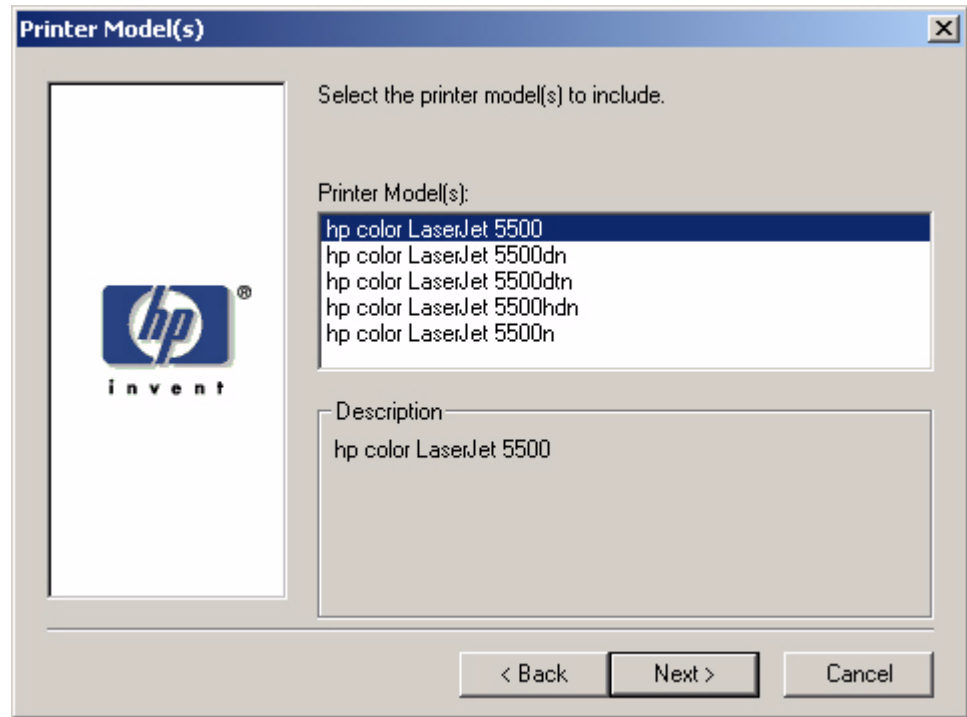 Printer Model(s)
Select the printer model(s) to include.
Printer Model(s):
hp color LaserJet 5500
hp color LaserJet 5500dn
hp color LaserJet 5500dtn
hp color LaserJet 5500hdn
hp color LaserJet 5500n
hp ®
invent
Description
hp color LaserJet 5500
< Back
Next >
Cancel